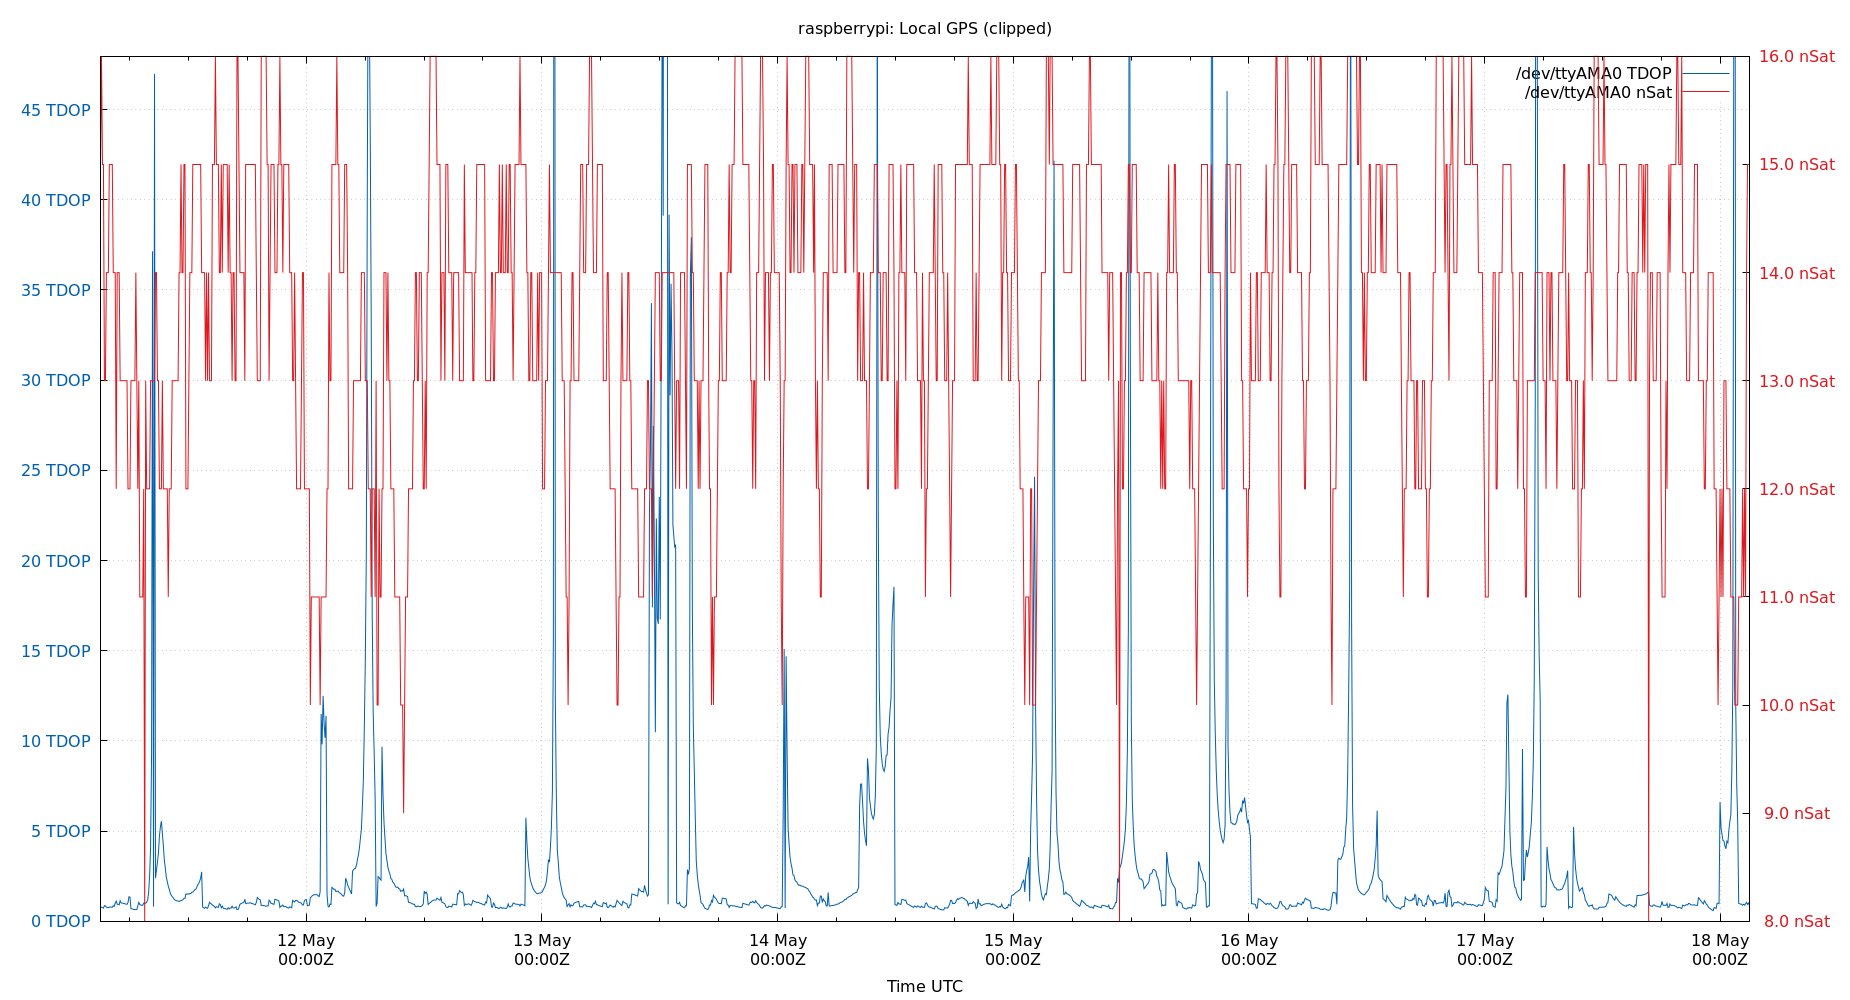 raspberrypi: Local GPS (clipped)
/dev/ttyAMA0 TDOP
/dev/ttyAMA0 nSat
45 TDOP
40 TDOP
35 TDOP
30 TDOP
25 TDOP
20 TDOP
15 TDOP
10 TDOP
5 TDOP
0 TDOP
16.0 nSat
15.0 nSat
14.0 nSat
13.0 nSat
12.0 nSat
11.0 nSat
10.0 nSat
9.0 nSat
8.0 nSat
12 May
00:00Z
13 May
00:00Z
14 May
00:00Z
15 May
00:00Z
16 May
00:00Z
17 May
00:00Z
18 May
00:00Z
Time UTC